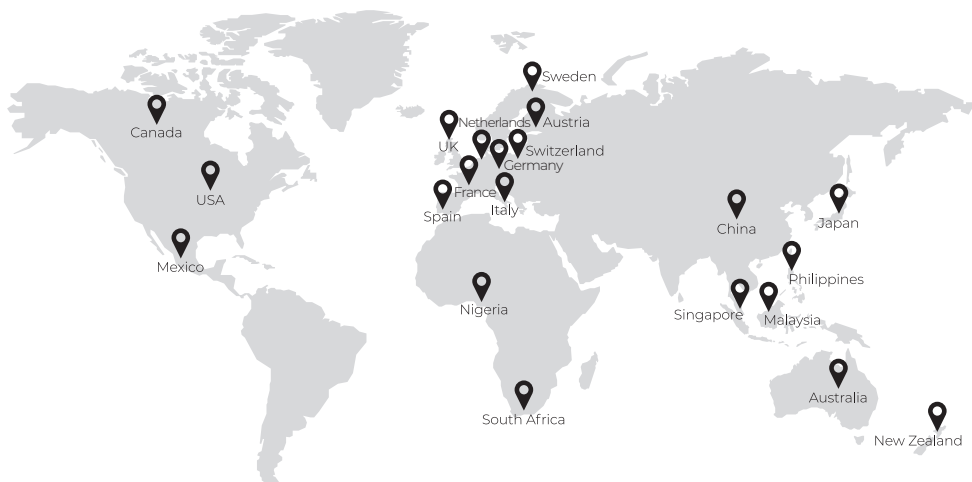 Sweden
Canada
Netherlands
Austria
UK
Switzerland
Germany
USA
France
Italy
Spain
China
Japan
Mexico
Philippines
Nigeria
Singapore
Malaysia
Australia
South Africa
New Zealand